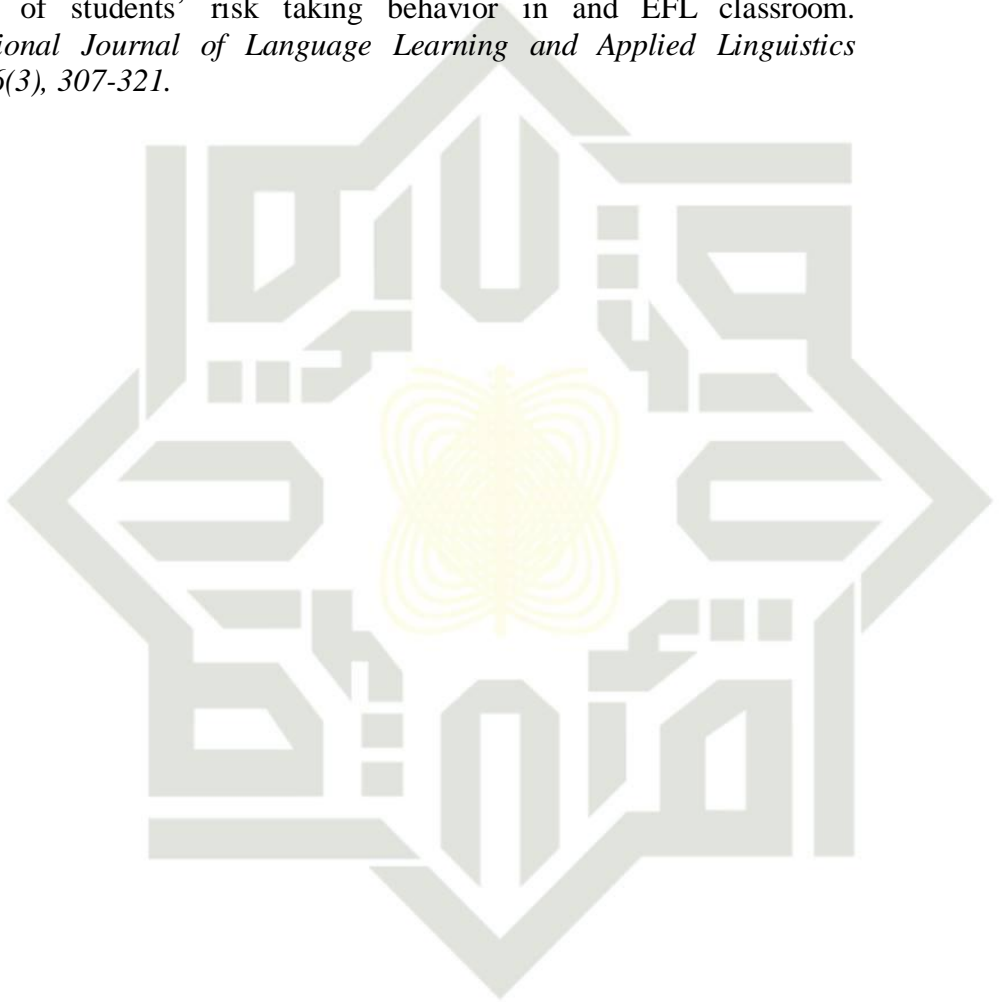 of students’ risk taking behavior in and EFL classroom.
ional Journal of Language Learning and Applied Linguistics
6(3), 307-321.